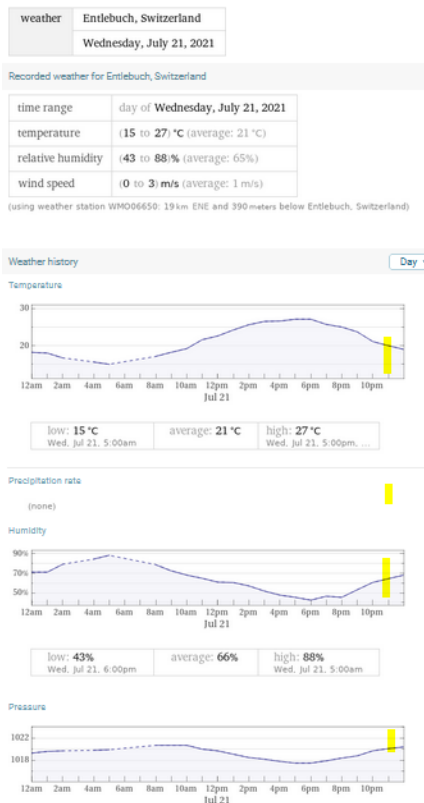 weather
Entlebuch, Switzerland
Wednesday, July 21, 2021
Recorded weather for Entlebuch, Switzerland
time range day of Wednesday, July 21, 2021
temperature (15 to 27) °C (average: 21 °C)
relative humidity (43 to 88)% (average: 65%)
wind speed (0 to 3) m/s (average: 1 m/s)
(using weather station WMO06650: 19 km ENE and 390 meters below Entlebuch, Switzerland)
Weather history Day
Temperature
30
20
12am 2am 4am 6am 8am 10am 12pm 2pm 4pm 6pm 8pm 10pm
Jul 21
low: 15 °C average: 21 °C high: 27 °C
Wed, Jul 21, 5:00am Wed, Jul 21, 5:00pm, ...
Precipitation rate
(none)
Humidity
90%
70%
50%
12am 2am 4am 6am 8am 10am 12pm 2pm 4pm 6pm 8pm 10pm
Jul 21
low: 43% average: 66% high: 88%
Wed, Jul 21, 6:00pm Wed, Jul 21, 5:00am
Pressure
1022
1018
12am 2am 4am 6am 8am 10am 12pm 2pm 4pm 6pm 8pm 10pm
Jul 21